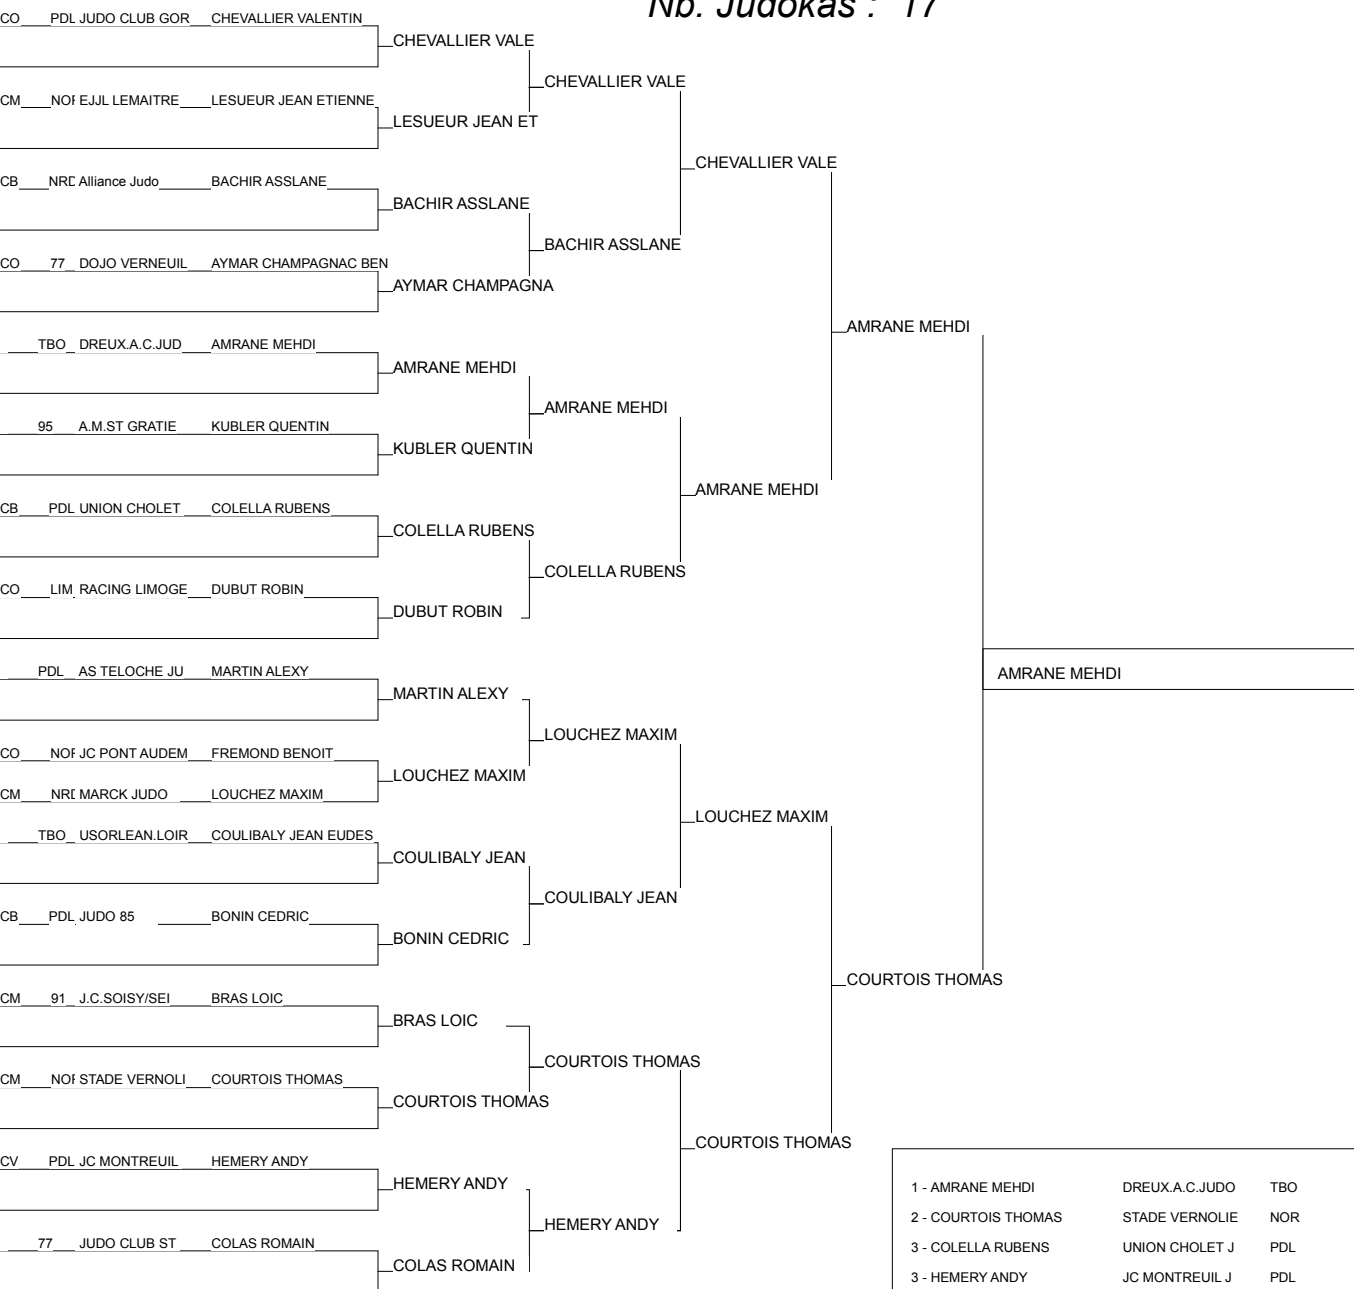 Nb. Judokas : 17
CO PDL JUDO CLUB GOR CHEVALLIER VALENTIN
CHEVALLIER VALE
CHEVALLIER VALE
CM NOR EJJL LEMAITRE LESUEUR JEAN ETIENNE
LESUEUR JEAN ET
CHEVALLIER VALE
CB NRD Alliance Judo BACHIR ASSLANE
BACHIR ASSLANE
BACHIR ASSLANE
CO 77 DOJO VERNEUIL AYMAR CHAMPAGNAC BEN
AYMAR CHAMPAGNA
AMRANE MEHDI
TBO DREUX.A.C.JUD AMRANE MEHDI
AMRANE MEHDI
AMRANE MEHDI
95 A.M.ST GRATIE KUBLER QUENTIN
KUBLER QUENTIN
AMRANE MEHDI
CB PDL UNION CHOLET COLELLA RUBENS
COLELLA RUBENS
COLELLA RUBENS
CO LIM RACING LIMOGE DUBUT ROBIN
DUBUT ROBIN
PDL AS TELOCHE JU MARTIN ALEXY
AMRANE MEHDI
MARTIN ALEXY
LOUCHEZ MAXIM
CO NOR JC PONT AUDEM FREMOND BENOIT
LOUCHEZ MAXIM
CM NRD MARCK JUDO LOUCHEZ MAXIM
LOUCHEZ MAXIM
TBO USORLEAN.LOIR COULIBALY JEAN EUDES
COULIBALY JEAN
COULIBALY JEAN
CB PDL JUDO 85 BONIN CEDRIC
BONIN CEDRIC
COURTOIS THOMAS
CM 91 J.C.SOISY/SEI BRAS LOIC
BRAS LOIC
COURTOIS THOMAS
CM NOR STADE VERNOLI COURTOIS THOMAS
COURTOIS THOMAS
COURTOIS THOMAS
CV PDL JC MONTREUIL HEMERY ANDY
HEMERY ANDY
HEMERY ANDY
77 JUDO CLUB ST COLAS ROMAIN
COLAS ROMAIN
1 - AMRANE MEHDI DREUX.A.C.JUDO TBO
2 - COURTOIS THOMAS STADE VERNOLIE NOR
3 - COLELLA RUBENS UNION CHOLET J PDL
3 - HEMERY ANDY JC MONTREUIL J PDL